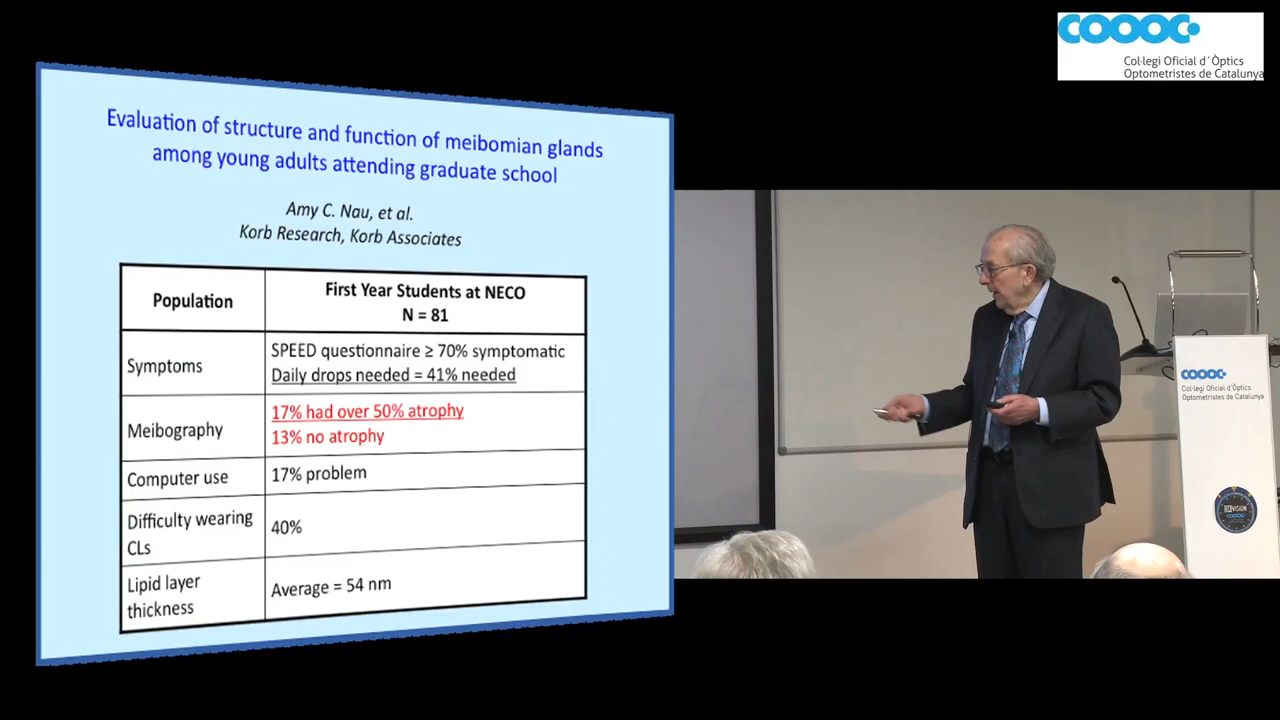 COOOC
Col·legi Oficial d´Òptics
Optometristes de Catalunya
Evaluation of structure and function of meibomian glands
among young adults attending graduate school
Amy C. Nau, et al.
Korb Research, Korb Associates
Population
First Year Students at NECO
N = 81
Symptoms
SPEED questionnaire ≥ 70% symptomatic
Daily drops needed = 41% needed
Meibography
17% had over 50% atrophy
13% no atrophy
Computer use
17% problem
Difficulty wearing
CLs
40%
Lipid layer
thickness
Average = 54 nm
COOOC
Col·legi Oficial d'Òptics
Optometristes de Catalunya
VISION